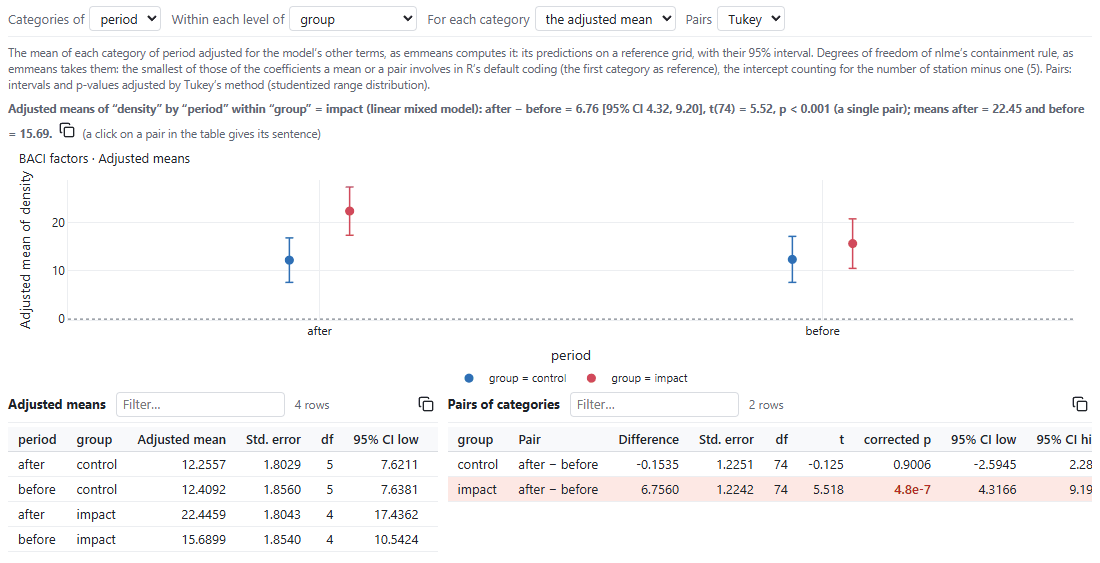 Categories of period Within each level of group For each category the adjusted mean Pairs Tukey
The mean of each category of period adjusted for the model's other terms, as emmeans computes it: its predictions on a reference grid, with their 95% interval. Degrees of freedom of nlme's containment rule, as
emmeans takes them: the smallest of those of the coefficients a mean or a pair involves in R's default coding (the first category as reference), the intercept counting for the number of station minus one (5). Pairs:
intervals and p-values adjusted by Tukey's method (studentized range distribution).
Adjusted means of “density” by “period” within “group” = impact (linear mixed model): after − before = 6.76 [95% CI 4.32, 9.20], t(74) = 5.52, p < 0.001 (a single pair); means after = 22.45 and before
= 15.69. (a click on a pair in the table gives its sentence)
BACI factors · Adjusted means
Adjusted mean of density
20
10
0
after before
period
group = control group = impact
Adjusted means Filter... 4 rows
period group Adjusted mean Std. error df 95% CI low
after control 12.2557 1.8029 5 7.6211
before control 12.4092 1.8560 5 7.6381
after impact 22.4459 1.8043 4 17.4362
before impact 15.6899 1.8540 4 10.5424
Pairs of categories Filter... 2 rows
group Pair Difference Std. error df t corrected p 95% CI low 95% CI hi
control after − before -0.1535 1.2251 74 -0.125 0.9006 -2.5945 2.28
impact after − before 6.7560 1.2242 74 5.518 4.8e-7 4.3166 9.19